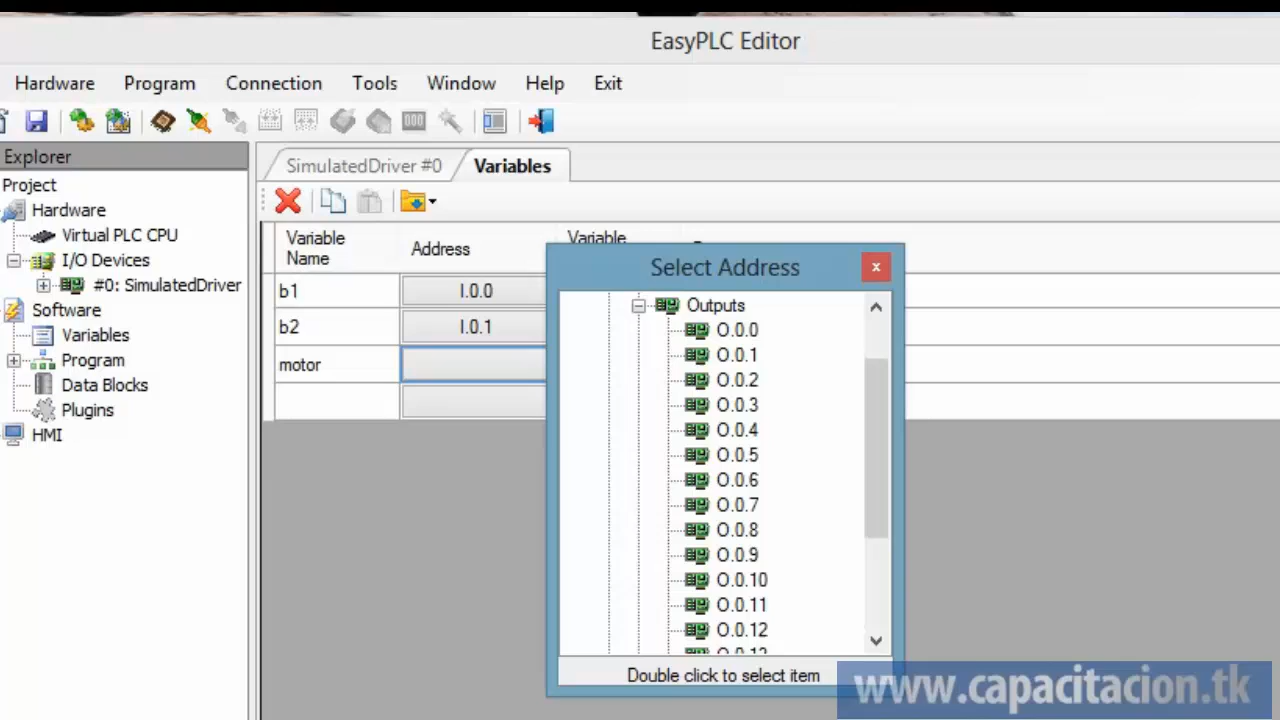 EasyPLC Editor
Hardware Program Connection Tools Window Help Exit
Explorer
Project
Hardware
Virtual PLC CPU
I/O Devices
#0: SimulatedDriver
Software
Variables
Program
Data Blocks
Plugins
HMI
SimulatedDriver #0 Variables
Variable Name Address Variable
b1 I.0.0
b2 I.0.1
motor
Select Address
Outputs
O.0.0
O.0.1
O.0.2
O.0.3
O.0.4
O.0.5
O.0.6
O.0.7
O.0.8
O.0.9
O.0.10
O.0.11
O.0.12
Double click to select item
www.capacitacion.tk